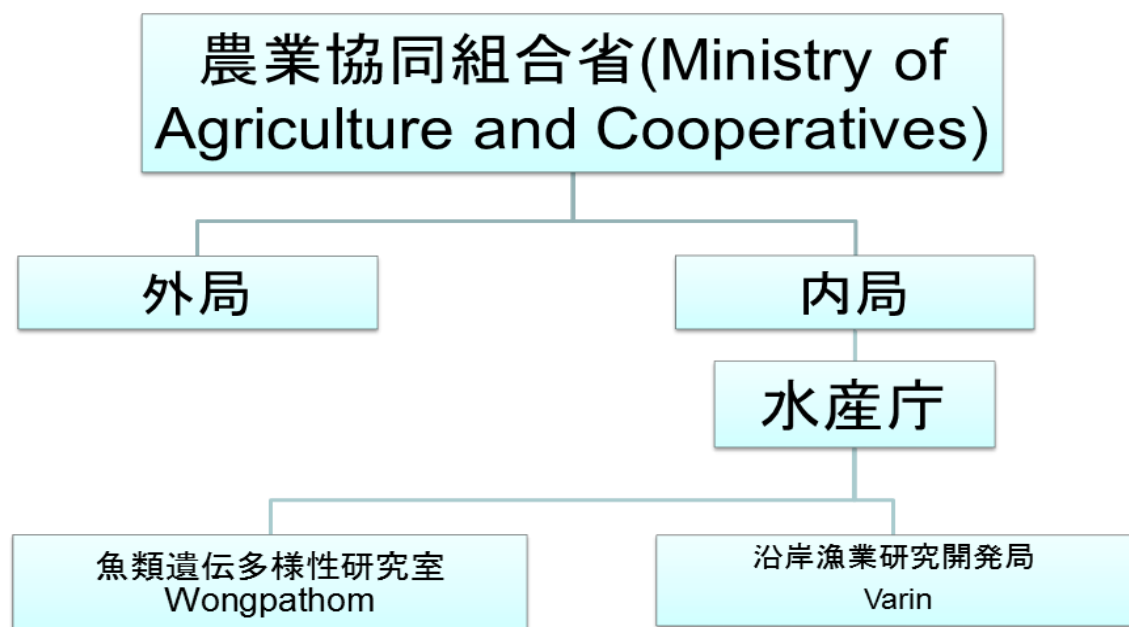 農業協同組合省(Ministry of
Agriculture and Cooperatives)
外局
内局
水産庁
魚類遺伝多様性研究室
Wongpathom
沿岸漁業研究開発局
Varin